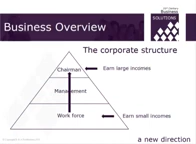 Business
SOLUTIONS
Business Overview
The corporate structure
Chairman
Earn large incomes
Management
Work force
Earn small incomes
a new direction